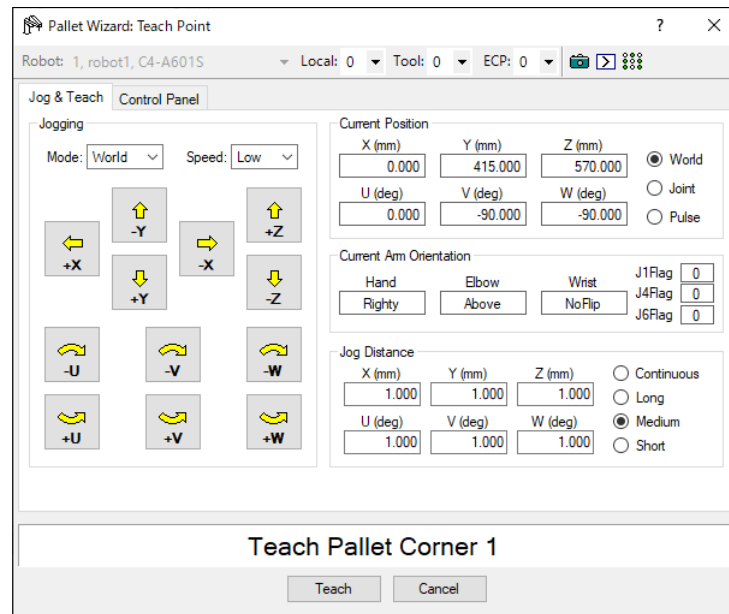 Pallet Wizard: Teach Point ?
Robot: 1, robot1, C4-A601S Local: 0 Tool: 0 ECP: 0
Jog & Teach Control Panel
Jogging
Mode: World Speed: Low
-Y +Z
+X -X
+Y -Z
-U -V -W
+U +V +W
Current Position
X (mm) Y (mm) Z (mm)
0.000 415.000 570.000 World
U (deg) V (deg) W (deg) Joint
0.000 -90.000 -90.000 Pulse
Current Arm Orientation
Hand Elbow Wrist J1Flag 0
Righty Above NoFlip J4Flag 0
J6Flag 0
Jog Distance
X (mm) Y (mm) Z (mm) Continuous
1.000 1.000 1.000 Long
U (deg) V (deg) W (deg) Medium
1.000 1.000 1.000 Short
Teach Pallet Corner 1
Teach Cancel